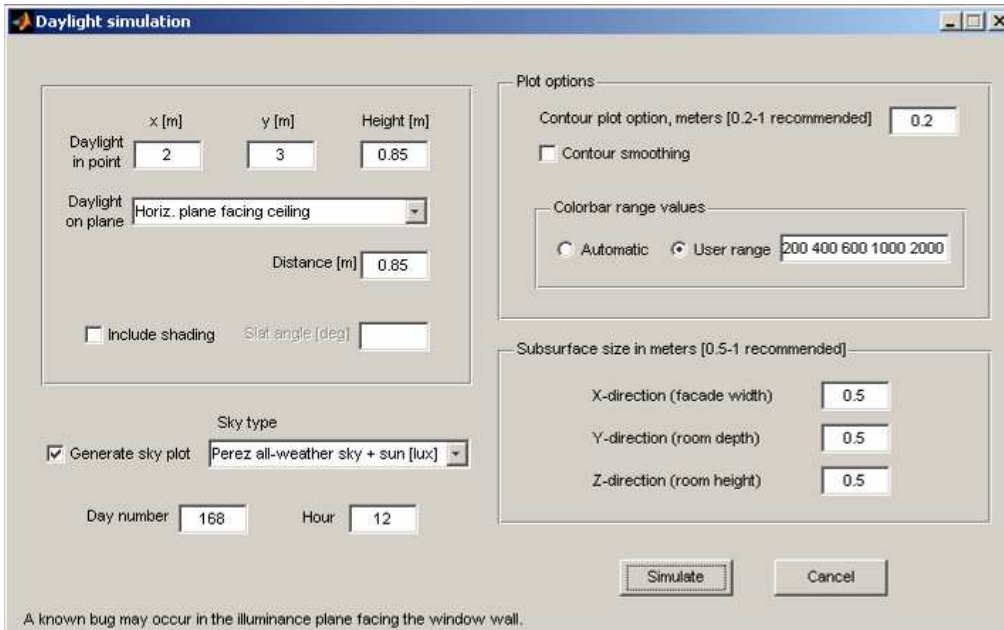 Daylight simulation
x [m] y [m] Height [m]
Daylight in point 2 3 0.85
Daylight on plane Horiz. plane facing ceiling
Distance [m] 0.85
Include shading Slat angle [deg]
Sky type
Generate sky plot Perez all-weather sky + sun [lux]
Day number 168 Hour 12
Plot options
Contour plot option, meters [0.2-1 recommended] 0.2
Contour smoothing
Colorbar range values
Automatic User range 200 400 600 1000 2000
Subsurface size in meters [0.5-1 recommended]
X-direction (facade width) 0.5
Y-direction (room depth) 0.5
Z-direction (room height) 0.5
Simulate Cancel
A known bug may occur in the illuminance plane facing the window wall.